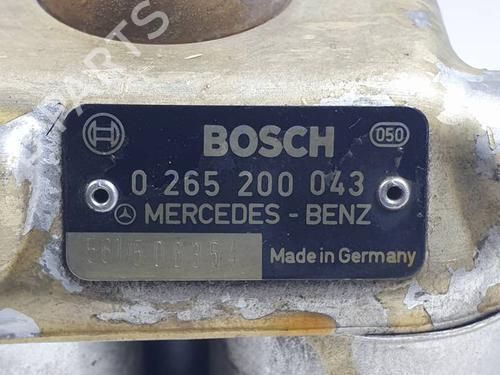 BOSCH
050
0 265 200 043
MERCEDES - BENZ
Made in Germany